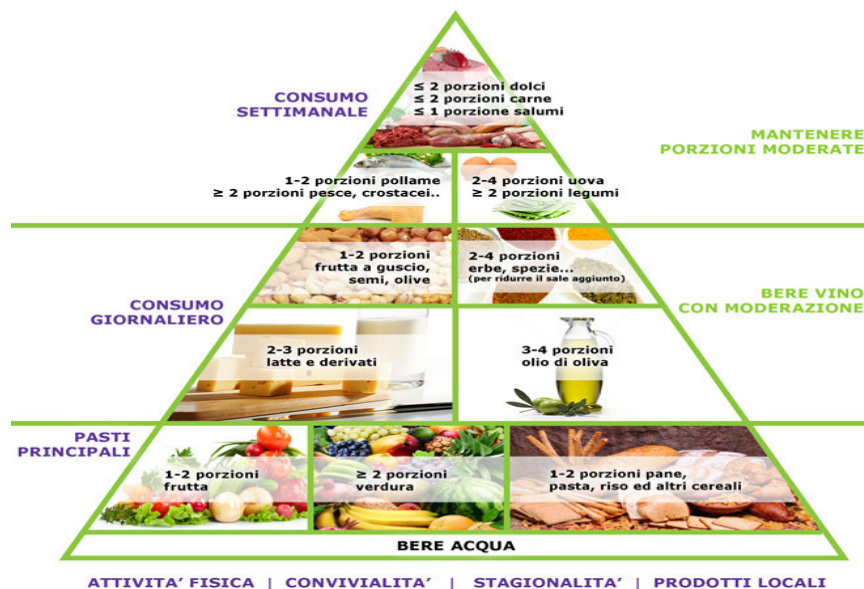 ≤ 2 porzioni dolci
≤ 2 porzioni carne
≤ 1 porzione salumi
CONSUMO
SETTIMANALE
MANTENERE
PORZIONI MODERATE
1-2 porzioni pollame
≥ 2 porzioni pesce, crostacei..
2-4 porzioni uova
≥ 2 porzioni legumi
1-2 porzioni
frutta a guscio,
semi, olive
2-4 porzioni
erbe, spezie...
(per ridurre il sale aggiunto)
CONSUMO
GIORNALIERO
BERE VINO
CON MODERAZIONE
2-3 porzioni
latte e derivati
3-4 porzioni
olio di oliva
PASTI
PRINCIPALI
1-2 porzioni
frutta
≥ 2 porzioni
verdura
1-2 porzioni pane,
pasta, riso ed altri cereali
BERE ACQUA
ATTIVITA’ FISICA | CONVIVIALITA’ | STAGIONALITA’ | PRODOTTI LOCALI